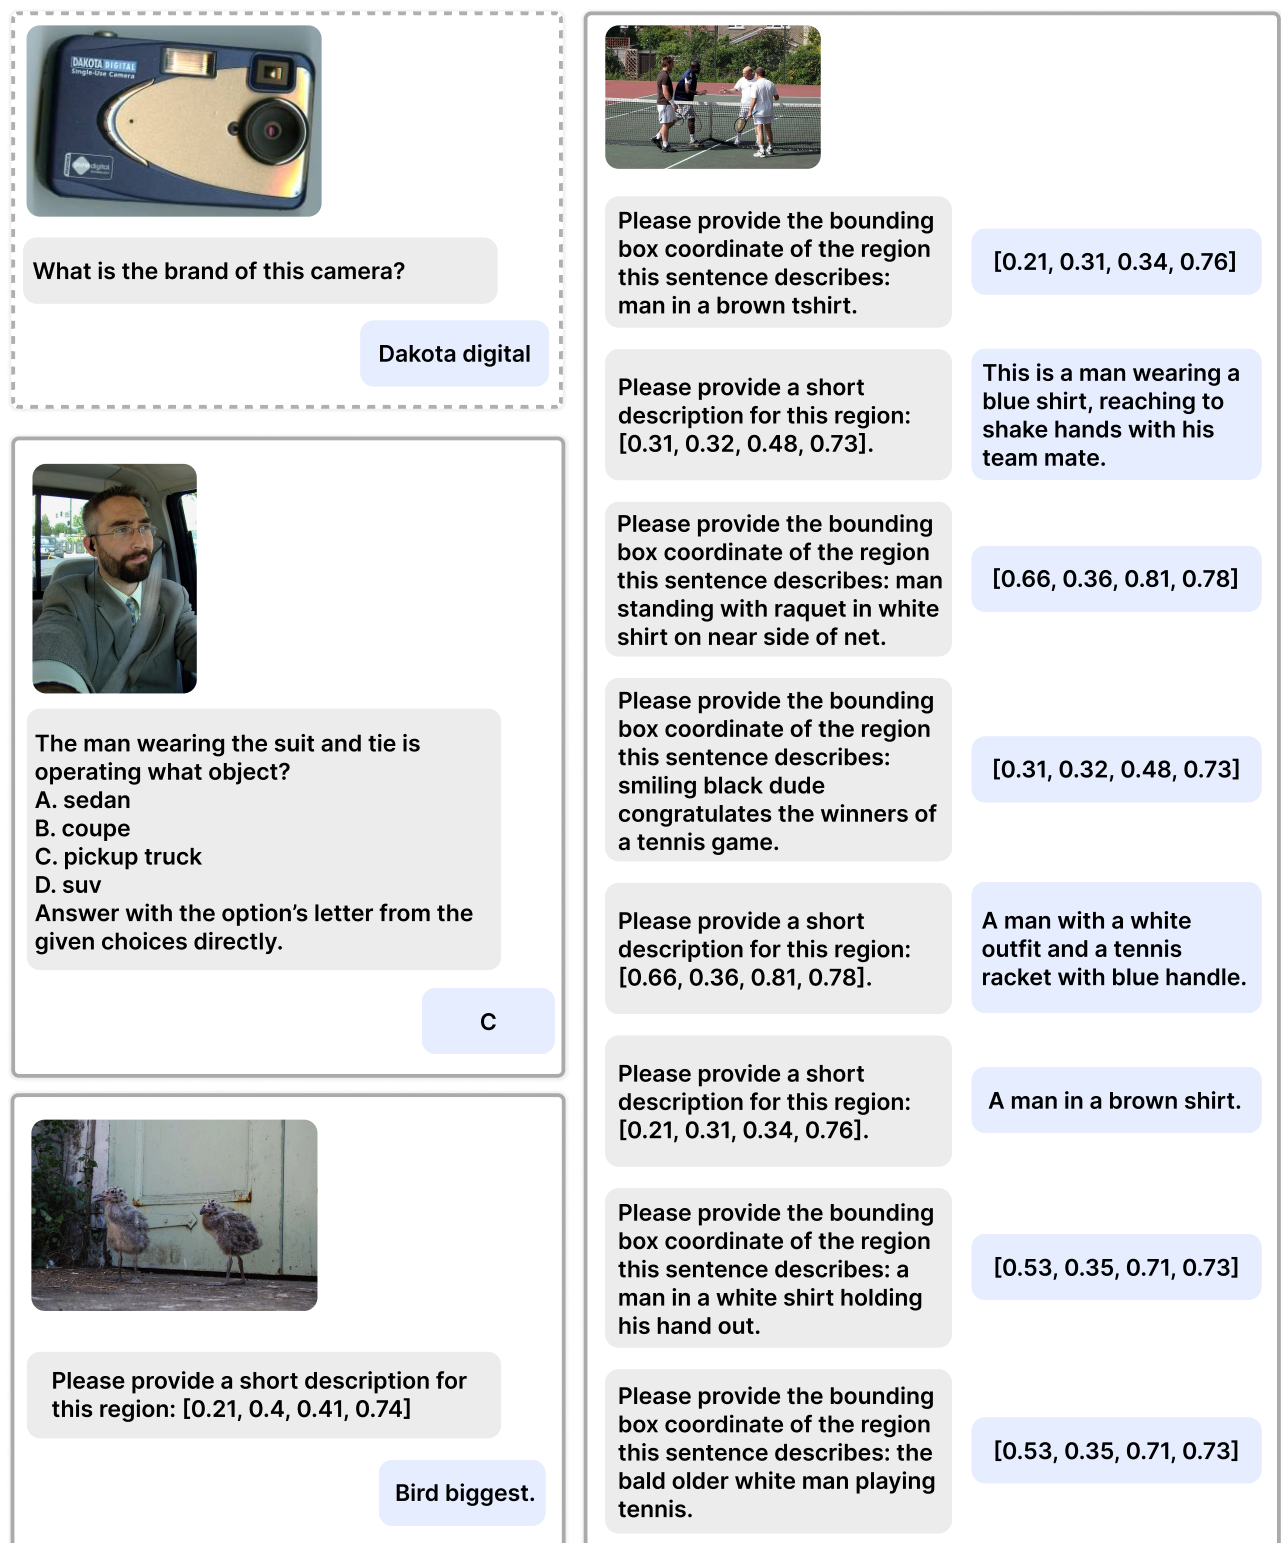 DAKOTA DIGITAL
Single-Use Camera
digital
What is the brand of this camera?
Dakota digital
The man wearing the suit and tie is
operating what object?
A. sedan
B. coupe
C. pickup truck
D. suv
Answer with the option’s letter from the
given choices directly.
C
Please provide a short description for
this region: [0.21, 0.4, 0.41, 0.74]
Bird biggest.
Please provide the bounding
box coordinate of the region
this sentence describes:
man in a brown tshirt.
[0.21, 0.31, 0.34, 0.76]
Please provide a short
description for this region:
[0.31, 0.32, 0.48, 0.73].
This is a man wearing a
blue shirt, reaching to
shake hands with his
team mate.
Please provide the bounding
box coordinate of the region
this sentence describes: man
standing with raquet in white
shirt on near side of net.
[0.66, 0.36, 0.81, 0.78]
Please provide the bounding
box coordinate of the region
this sentence describes:
smiling black dude
congratulates the winners of
a tennis game.
[0.31, 0.32, 0.48, 0.73]
Please provide a short
description for this region:
[0.66, 0.36, 0.81, 0.78].
A man with a white
outfit and a tennis
racket with blue handle.
Please provide a short
description for this region:
[0.21, 0.31, 0.34, 0.76].
A man in a brown shirt.
Please provide the bounding
box coordinate of the region
this sentence describes: a
man in a white shirt holding
his hand out.
[0.53, 0.35, 0.71, 0.73]
Please provide the bounding
box coordinate of the region
this sentence describes: the
bald older white man playing
tennis.
[0.53, 0.35, 0.71, 0.73]